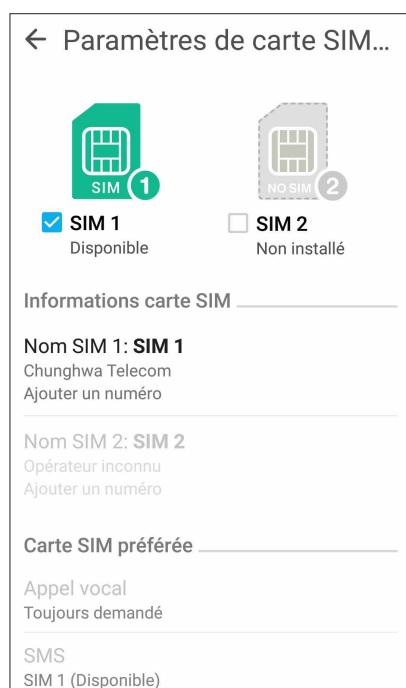 Paramètres de carte SIM...
SIM 1
NO SIM 2
SIM 1
SIM 2
Disponible
Non installé
Informations carte SIM
Nom SIM 1: SIM 1
Chunghwa Telecom
Ajouter un numéro
Nom SIM 2: SIM 2
Opérateur inconnu
Ajouter un numéro
Carte SIM préférée
Appel vocal
Toujours demandé
SMS
SIM 1 (Disponible)